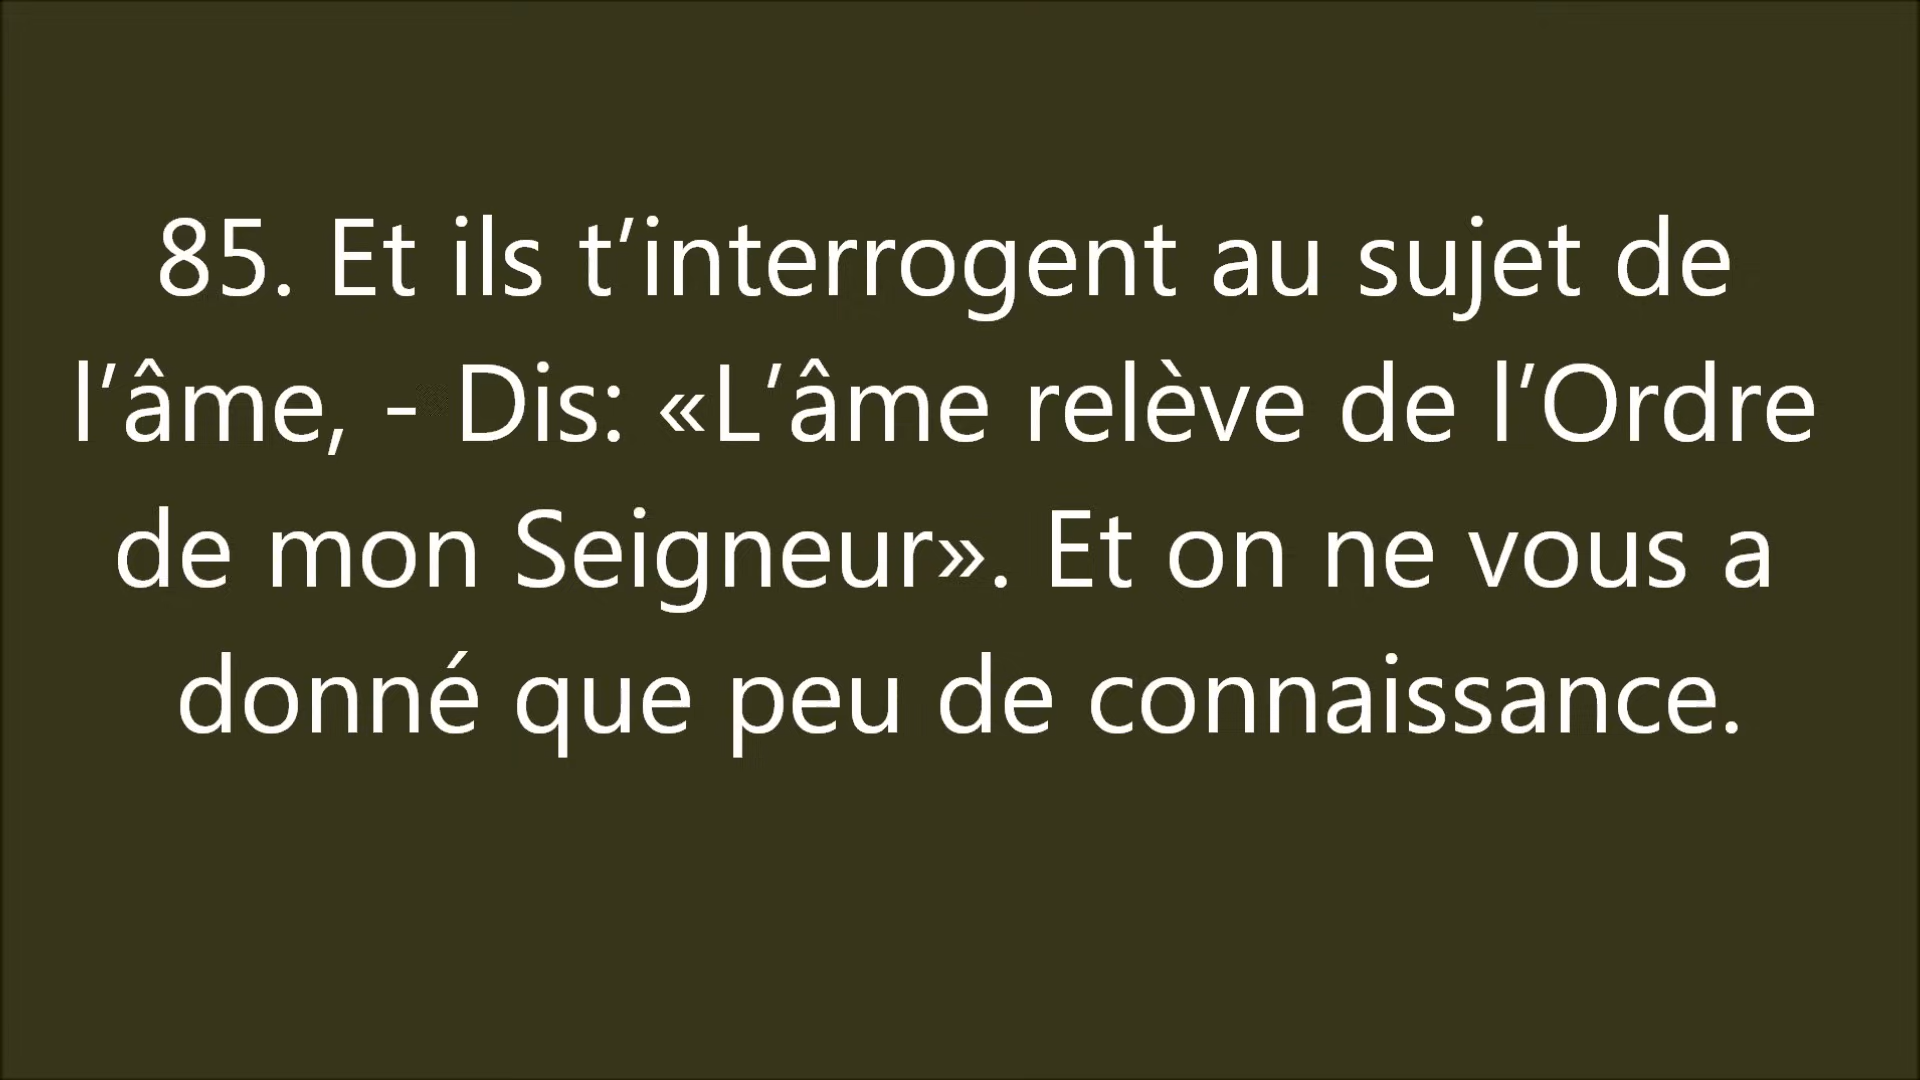 85. Et ils t’interrogent au sujet de
l’âme, - Dis: «L’âme relève de l’Ordre
de mon Seigneur». Et on ne vous a
donné que peu de connaissance.